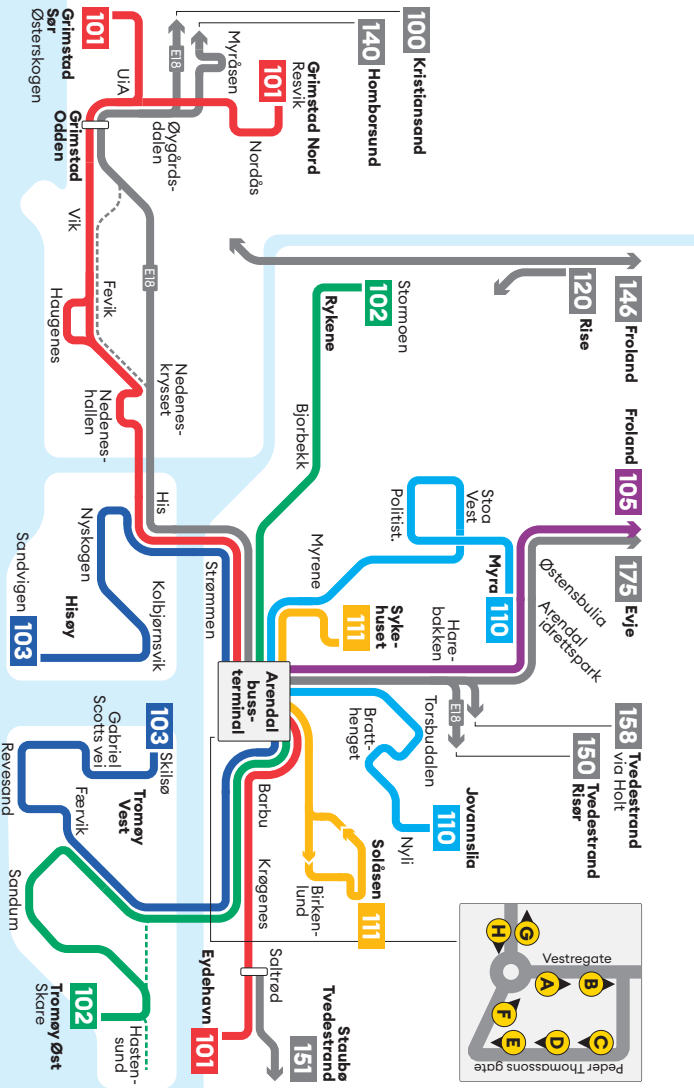 100
Kristiansand
140
Homborsund
E18
Myråsen
101
Grimstad Nord
Resvik
Nordås
Øygårds-
dalen
101
Grimstad
Sør
Østerskogen
UiA
Grimstad
Odden
Vik
Fevik
Haugenes
E18
Nedenes-
krysset
Nedenes-
hallen
His
146
Froland
120
Rise
102
Stormoen
Rykene
Bjorbekk
Froland
105
175
Evje
Østensbulia
Arendal
idrettspark
Stoa
Vest
Politist.
Myra
110
Myrene
Syke-
huset
111
Hare-
bakken
Strømmen
Nyskogen
Kolbjørnsvik
Hisøy
Sandvigen
103
Arendal
buss-
terminal
E18
158
Tvedestrand
via Holt
150
Tvedestrand
Risør
Torsbudalen
Bratt-
henget
Jovannslia
110
Nyli
Solåsen
111
Birken-
lund
Barbu
Krøgenes
Saltrød
Eydehavn
101
Staubø
Tvedestrand
151
103
Skilsø
Gabriel
Scotts vei
Tromøy
Vest
Færvik
Revesand
Sandum
Tromøy Øst
Skare
102
Hasten-
sund
Vestregate
Peder Thomassons gate
A
B
C
D
E
F
G
H